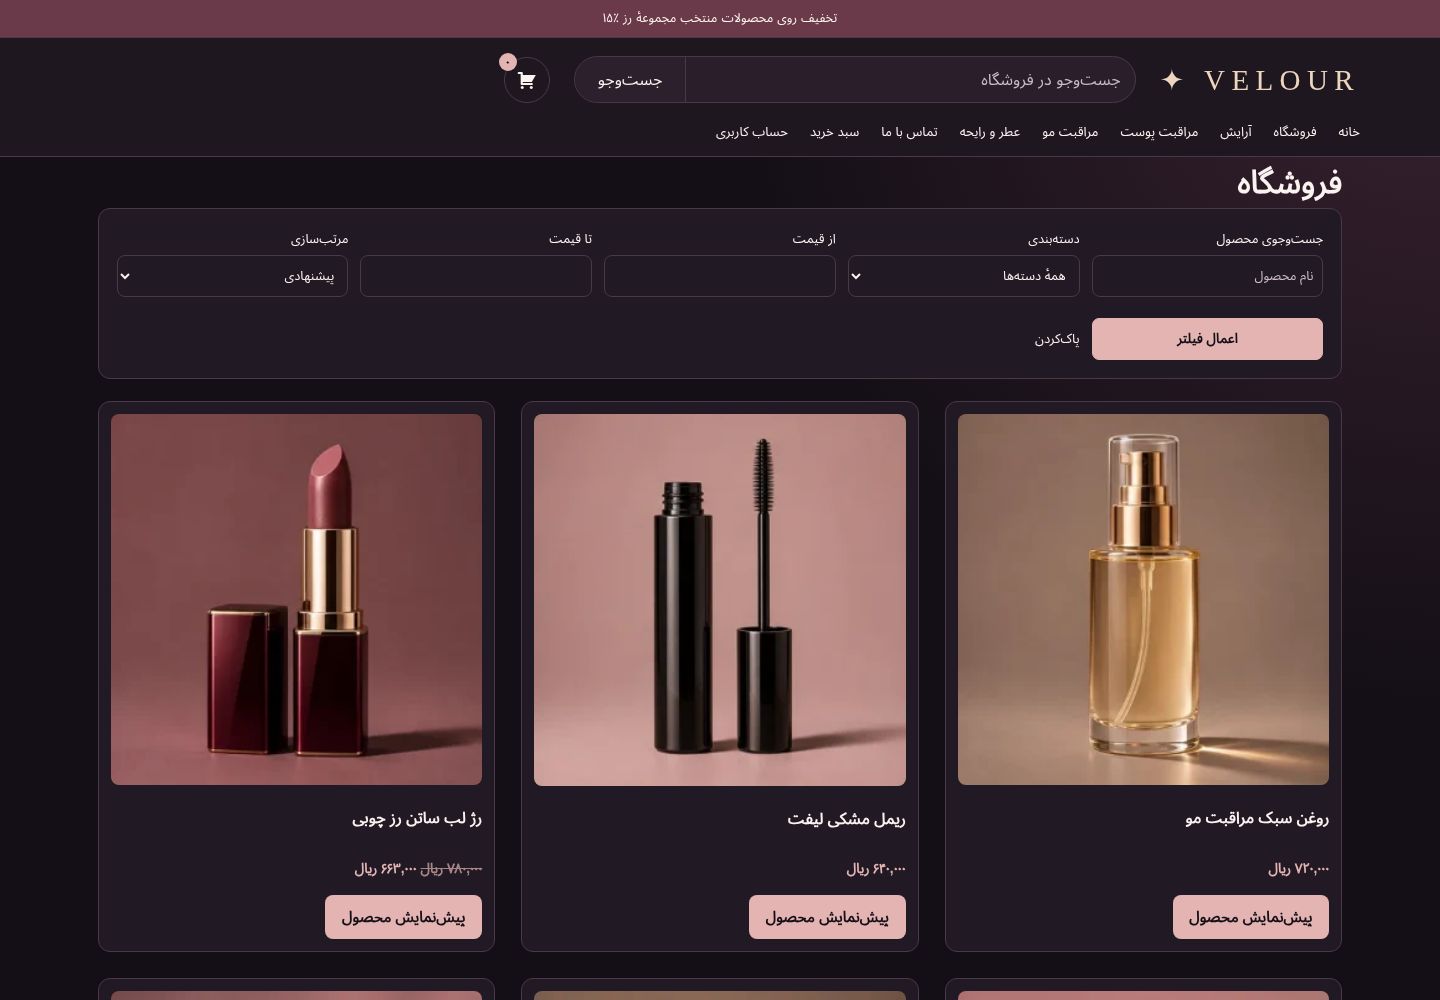 تخفیف روی محصولات منتخب مجموعهٔ رز ۱۵٪
VELOUR ✦
جست‌وجو در فروشگاه
جست‌وجو
۰
خانه
فروشگاه
آرایش
مراقبت پوست
مراقبت مو
عطر و رایحه
تماس با ما
سبد خرید
حساب کاربری
فروشگاه
جست‌وجوی محصول
دسته‌بندی
از قیمت
تا قیمت
مرتب‌سازی
نام محصول
همهٔ دسته‌ها
پیشنهادی
اعمال فیلتر
پاک‌کردن
روغن سبک مراقبت مو
۷۲۰,۰۰۰ ریال
پیش‌نمایش محصول
ریمل مشکی لیفت
۶۴۰,۰۰۰ ریال
پیش‌نمایش محصول
رژ لب ساتن رز چوبی
۷۸۰,۰۰۰ ریال ۶۶۳,۰۰۰ ریال
پیش‌نمایش محصول